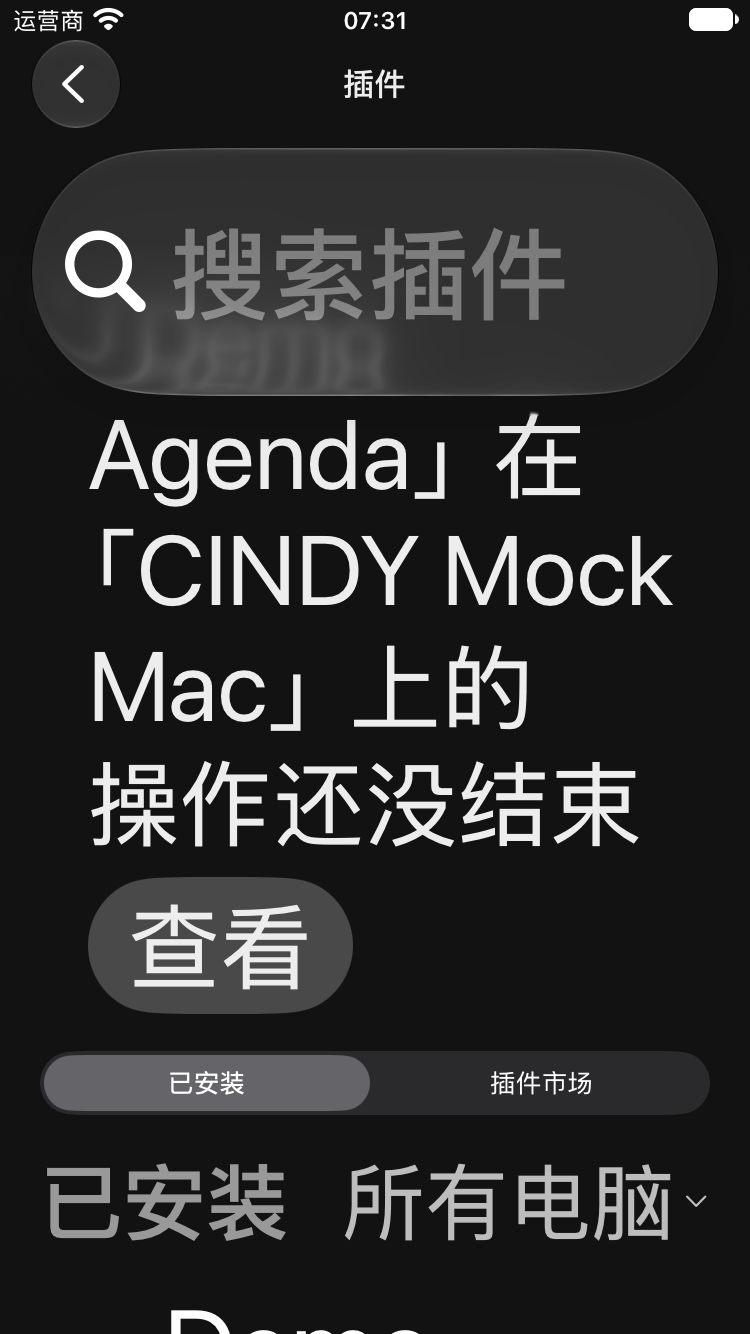 运营商
07:31
插件
搜索插件
Agenda」在
「CINDY Mock
Mac」上的
操作还没结束
查看
已安装 插件市场
已安装 所有电脑